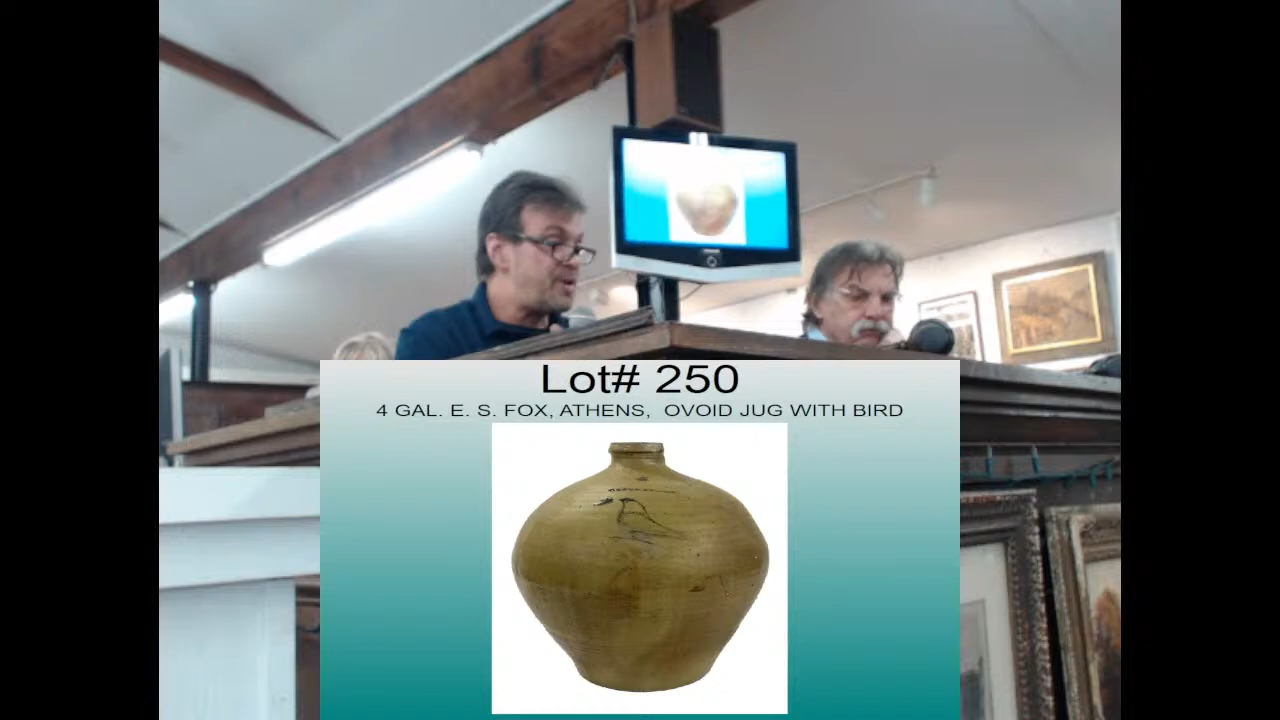 Lot# 250
4 GAL. E. S. FOX, ATHENS, OVOID JUG WITH BIRD